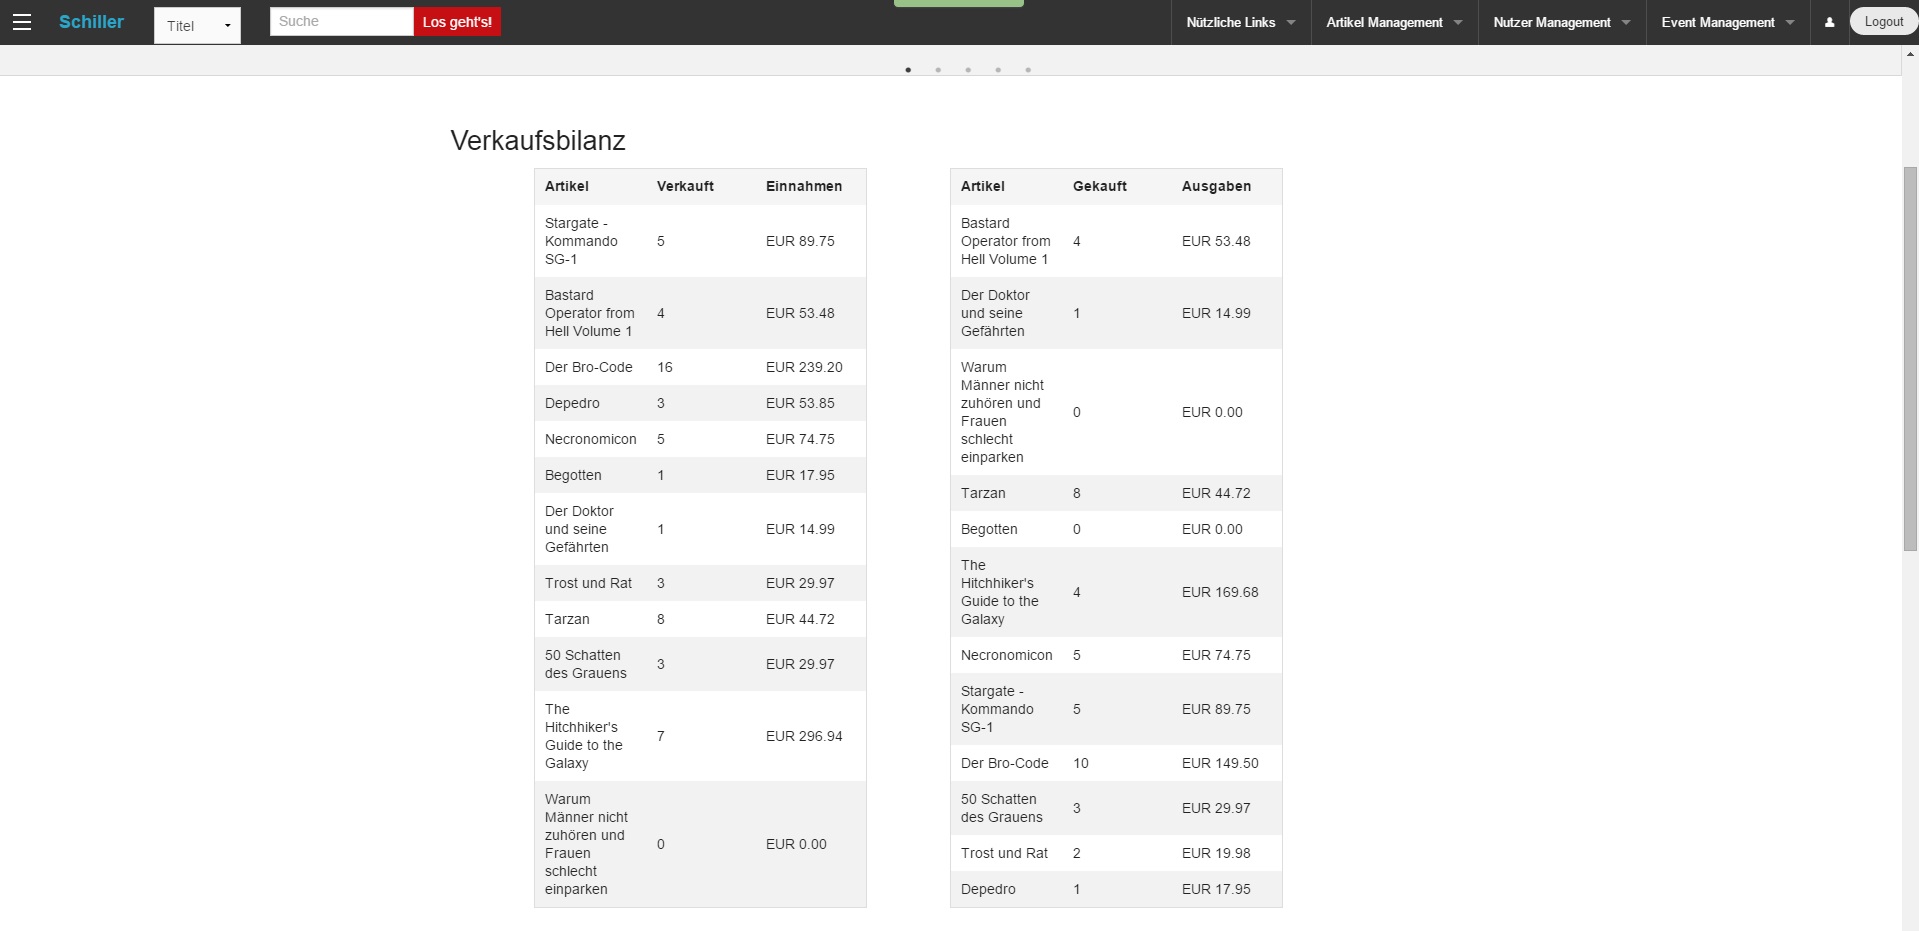 Schiller Titel Suche Los geht's! Nützliche Links Artikel Management Nutzer Management Event Management Logout
Verkaufsbilanz
Artikel Verkauft Einnahmen
Stargate -
Kommando 5 EUR 89.75
SG-1
Bastard
Operator from 4 EUR 53.48
Hell Volume 1
Der Bro-Code 16 EUR 239.20
Depedro 3 EUR 53.85
Necronomicon 5 EUR 74.75
Begotten 1 EUR 17.95
Der Doktor
und seine 1 EUR 14.99
Gefährten
Trost und Rat 3 EUR 29.97
Tarzan 8 EUR 44.72
50 Schatten
des Grauens 3 EUR 29.97
The
Hitchhiker's
Guide to the 7 EUR 296.94
Galaxy
Warum
Männer nicht
zuhören und
Frauen 0 EUR 0.00
schlecht
einparken
Artikel Gekauft Ausgaben
Bastard
Operator from 4 EUR 53.48
Hell Volume 1
Der Doktor
und seine 1 EUR 14.99
Gefährten
Warum
Männer nicht
zuhören und 0 EUR 0.00
Frauen
schlecht
einparken
Tarzan 8 EUR 44.72
Begotten 0 EUR 0.00
The
Hitchhiker's
Guide to the 4 EUR 169.68
Galaxy
Necronomicon 5 EUR 74.75
Stargate -
Kommando 5 EUR 89.75
SG-1
Der Bro-Code 10 EUR 149.50
50 Schatten
des Grauens 3 EUR 29.97
Trost und Rat 2 EUR 19.98
Depedro 1 EUR 17.95